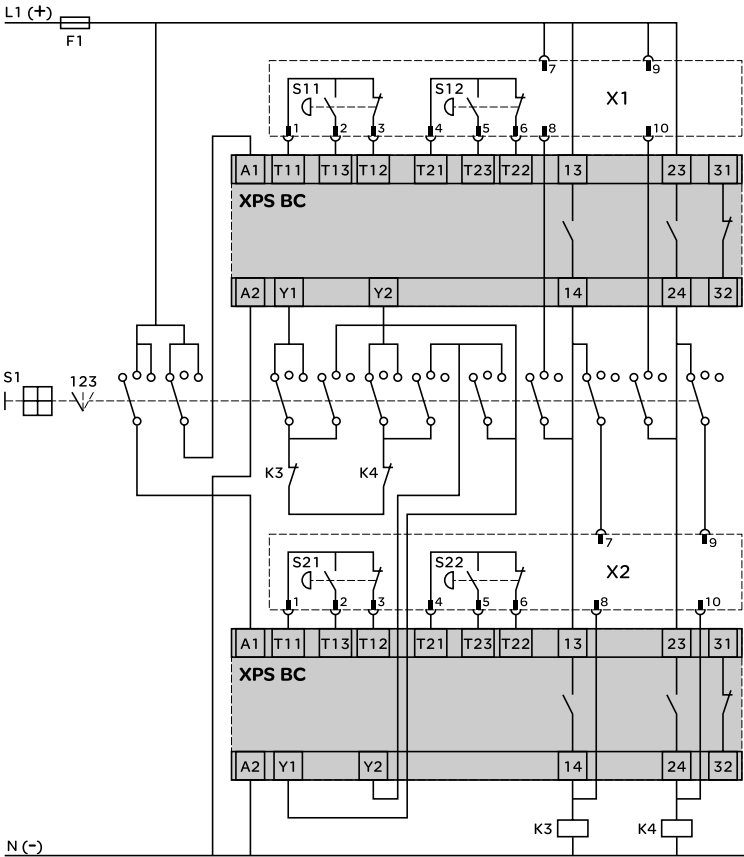 L1 (+)
F1
7 9
S11 S12 X1
1 2 3 4 5 6 8 10
A1 T11 T13 T12 T21 T23 T22 13 23 31
XPS BC
A2 Y1 Y2 14 24 32
S1 123
K3 K4
7 9
S21 S22 X2
1 2 3 4 5 6 8 10
A1 T11 T13 T12 T21 T23 T22 13 23 31
XPS BC
A2 Y1 Y2 14 24 32
K3 K4
N (-)